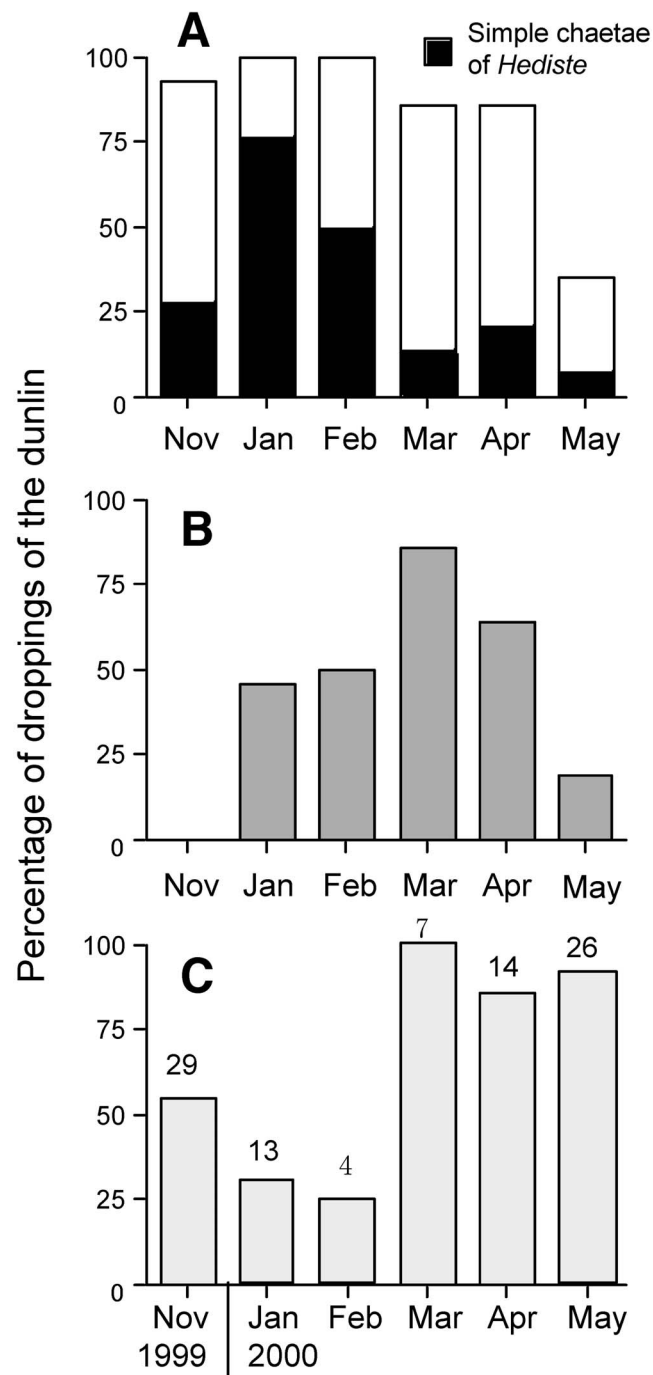 Percentage of droppings of the dunlin
A
Simple chaetae
of Hediste
100
75
50
25
0
Nov Jan Feb Mar Apr May
B
100
75
50
25
0
Nov Jan Feb Mar Apr May
C
100
75
50
25
0
29 13 4 7 14 26
Nov Jan Feb Mar Apr May
1999 2000